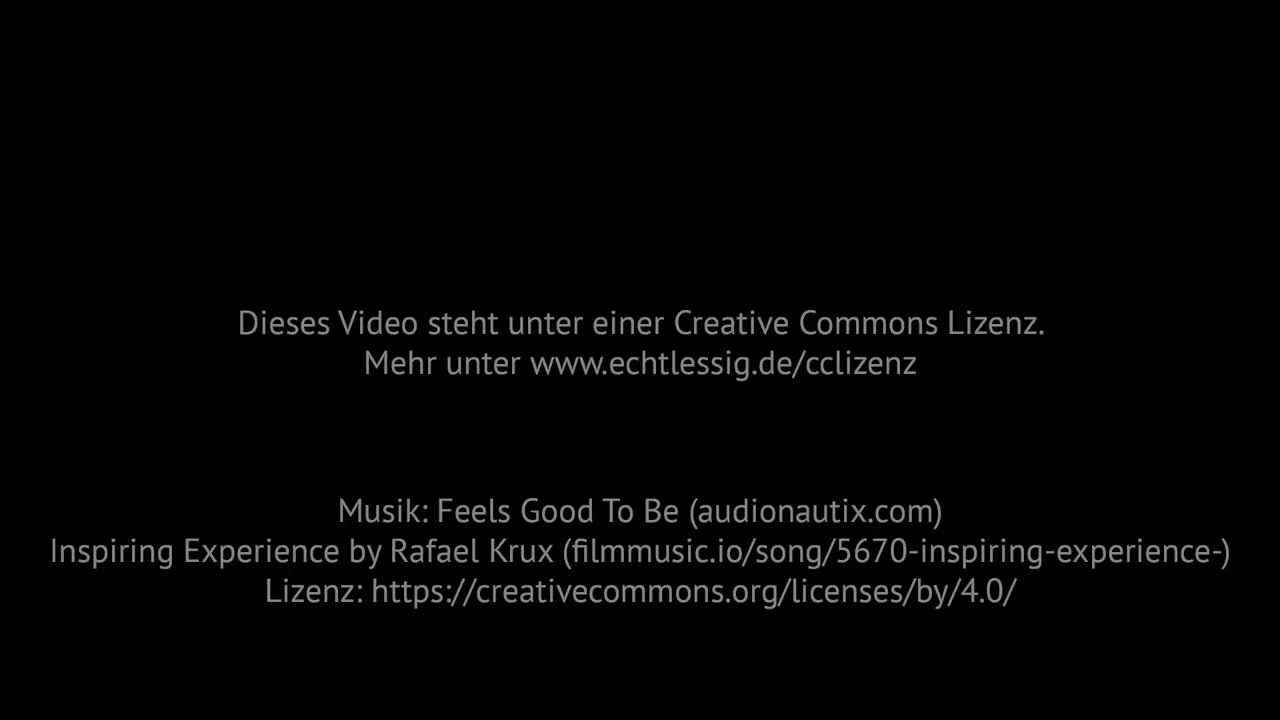 Dieses Video steht unter einer Creative Commons Lizenz.
Mehr unter www.echtlessig.de/cclizenz
Musik: Feels Good To Be (audionautix.com)
Inspiring Experience by Rafael Krux (filmmusic.io/song/5670-inspiring-experience-)
Lizenz: https://creativecommons.org/licenses/by/4.0/